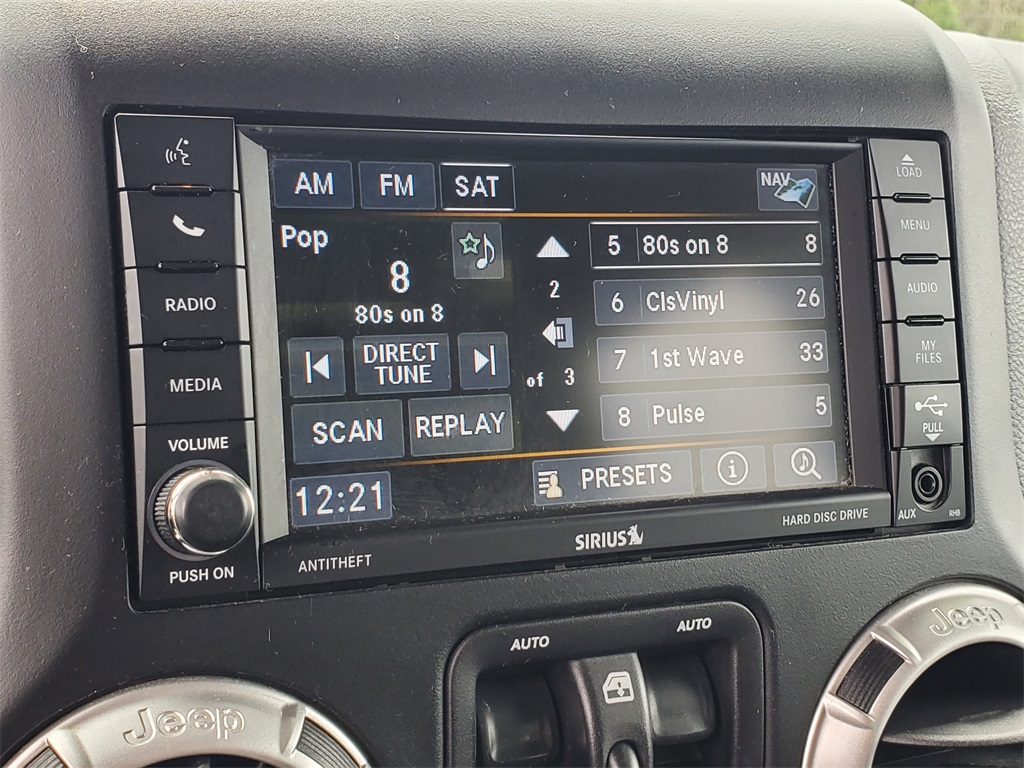 AM FM SAT NAV
LOAD
MENU
RADIO
AUDIO
MEDIA
MY
FILES
VOLUME
PULL
PUSH ON
AUX RHB
Pop
8
80s on 8
DIRECT
TUNE
SCAN REPLAY
12:21
2
of 3
5 80s on 8 8
6 ClsVinyl 26
7 1st Wave 33
8 Pulse 5
PRESETS
ANTITHEFT
SIRIUS
HARD DISC DRIVE
AUTO AUTO
Jeep
Jeep